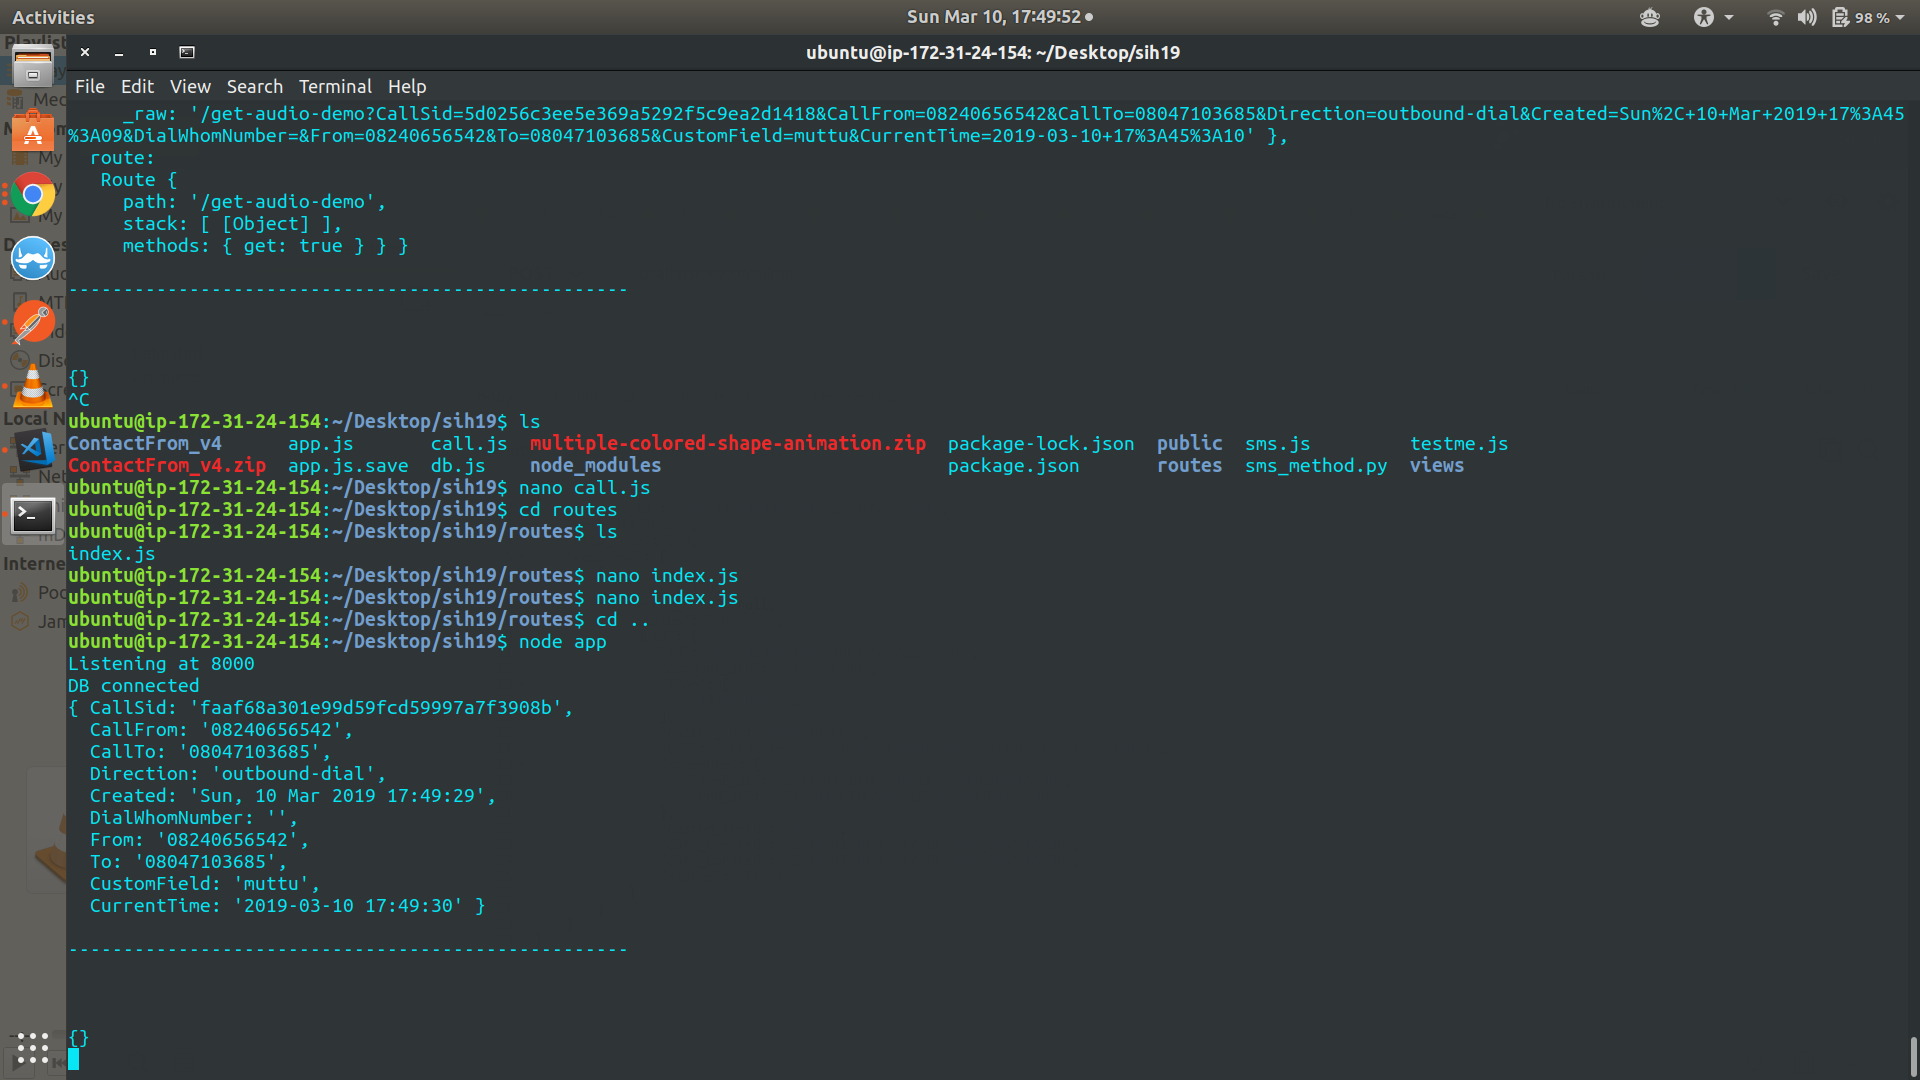 Activities
Sun Mar 10, 17:49:52
98 %
ubuntu@ip-172-31-24-154: ~/Desktop/sih19
File Edit View Search Terminal Help
_raw: '/get-audio-demo?CallSid=5d0256c3ee5e369a5292f5c9ea2d1418&CallFrom=08240656542&CallTo=08047103685&Direction=outbound-dial&Created=Sun%2C+10+Mar+2019+17%3A45
%3A09&DialWhomNumber=&From=08240656542&To=08047103685&CustomField=muttu&CurrentTime=2019-03-10+17%3A45%3A10' },
route:
Route {
path: '/get-audio-demo',
stack: [ [Object] ],
methods: { get: true } } }
---------------------------------------------------
{}
^C
ubuntu@ip-172-31-24-154:~/Desktop/sih19$ ls
ContactFrom_v4 app.js call.js multiple-colored-shape-animation.zip package-lock.json public sms.js testme.js
ContactFrom_v4.zip app.js.save db.js node_modules package.json routes sms_method.py views
ubuntu@ip-172-31-24-154:~/Desktop/sih19$ nano call.js
ubuntu@ip-172-31-24-154:~/Desktop/sih19$ cd routes
ubuntu@ip-172-31-24-154:~/Desktop/sih19/routes$ ls
index.js
ubuntu@ip-172-31-24-154:~/Desktop/sih19/routes$ nano index.js
ubuntu@ip-172-31-24-154:~/Desktop/sih19/routes$ nano index.js
ubuntu@ip-172-31-24-154:~/Desktop/sih19/routes$ cd ..
ubuntu@ip-172-31-24-154:~/Desktop/sih19$ node app
Listening at 8000
DB connected
{ CallSid: 'faaf68a301e99d59fcd59997a7f3908b',
CallFrom: '08240656542',
CallTo: '08047103685',
Direction: 'outbound-dial',
Created: 'Sun, 10 Mar 2019 17:49:29',
DialWhomNumber: '',
From: '08240656542',
To: '08047103685',
CustomField: 'muttu',
CurrentTime: '2019-03-10 17:49:30' }
---------------------------------------------------
{}